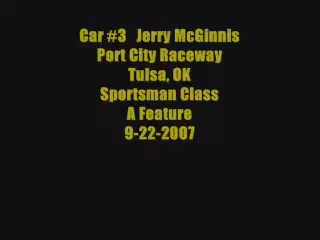 Car #3 Jerry McGinnis
Port City Raceway
Tulsa, OK
Sportsman Class
A Feature
9-22-2007